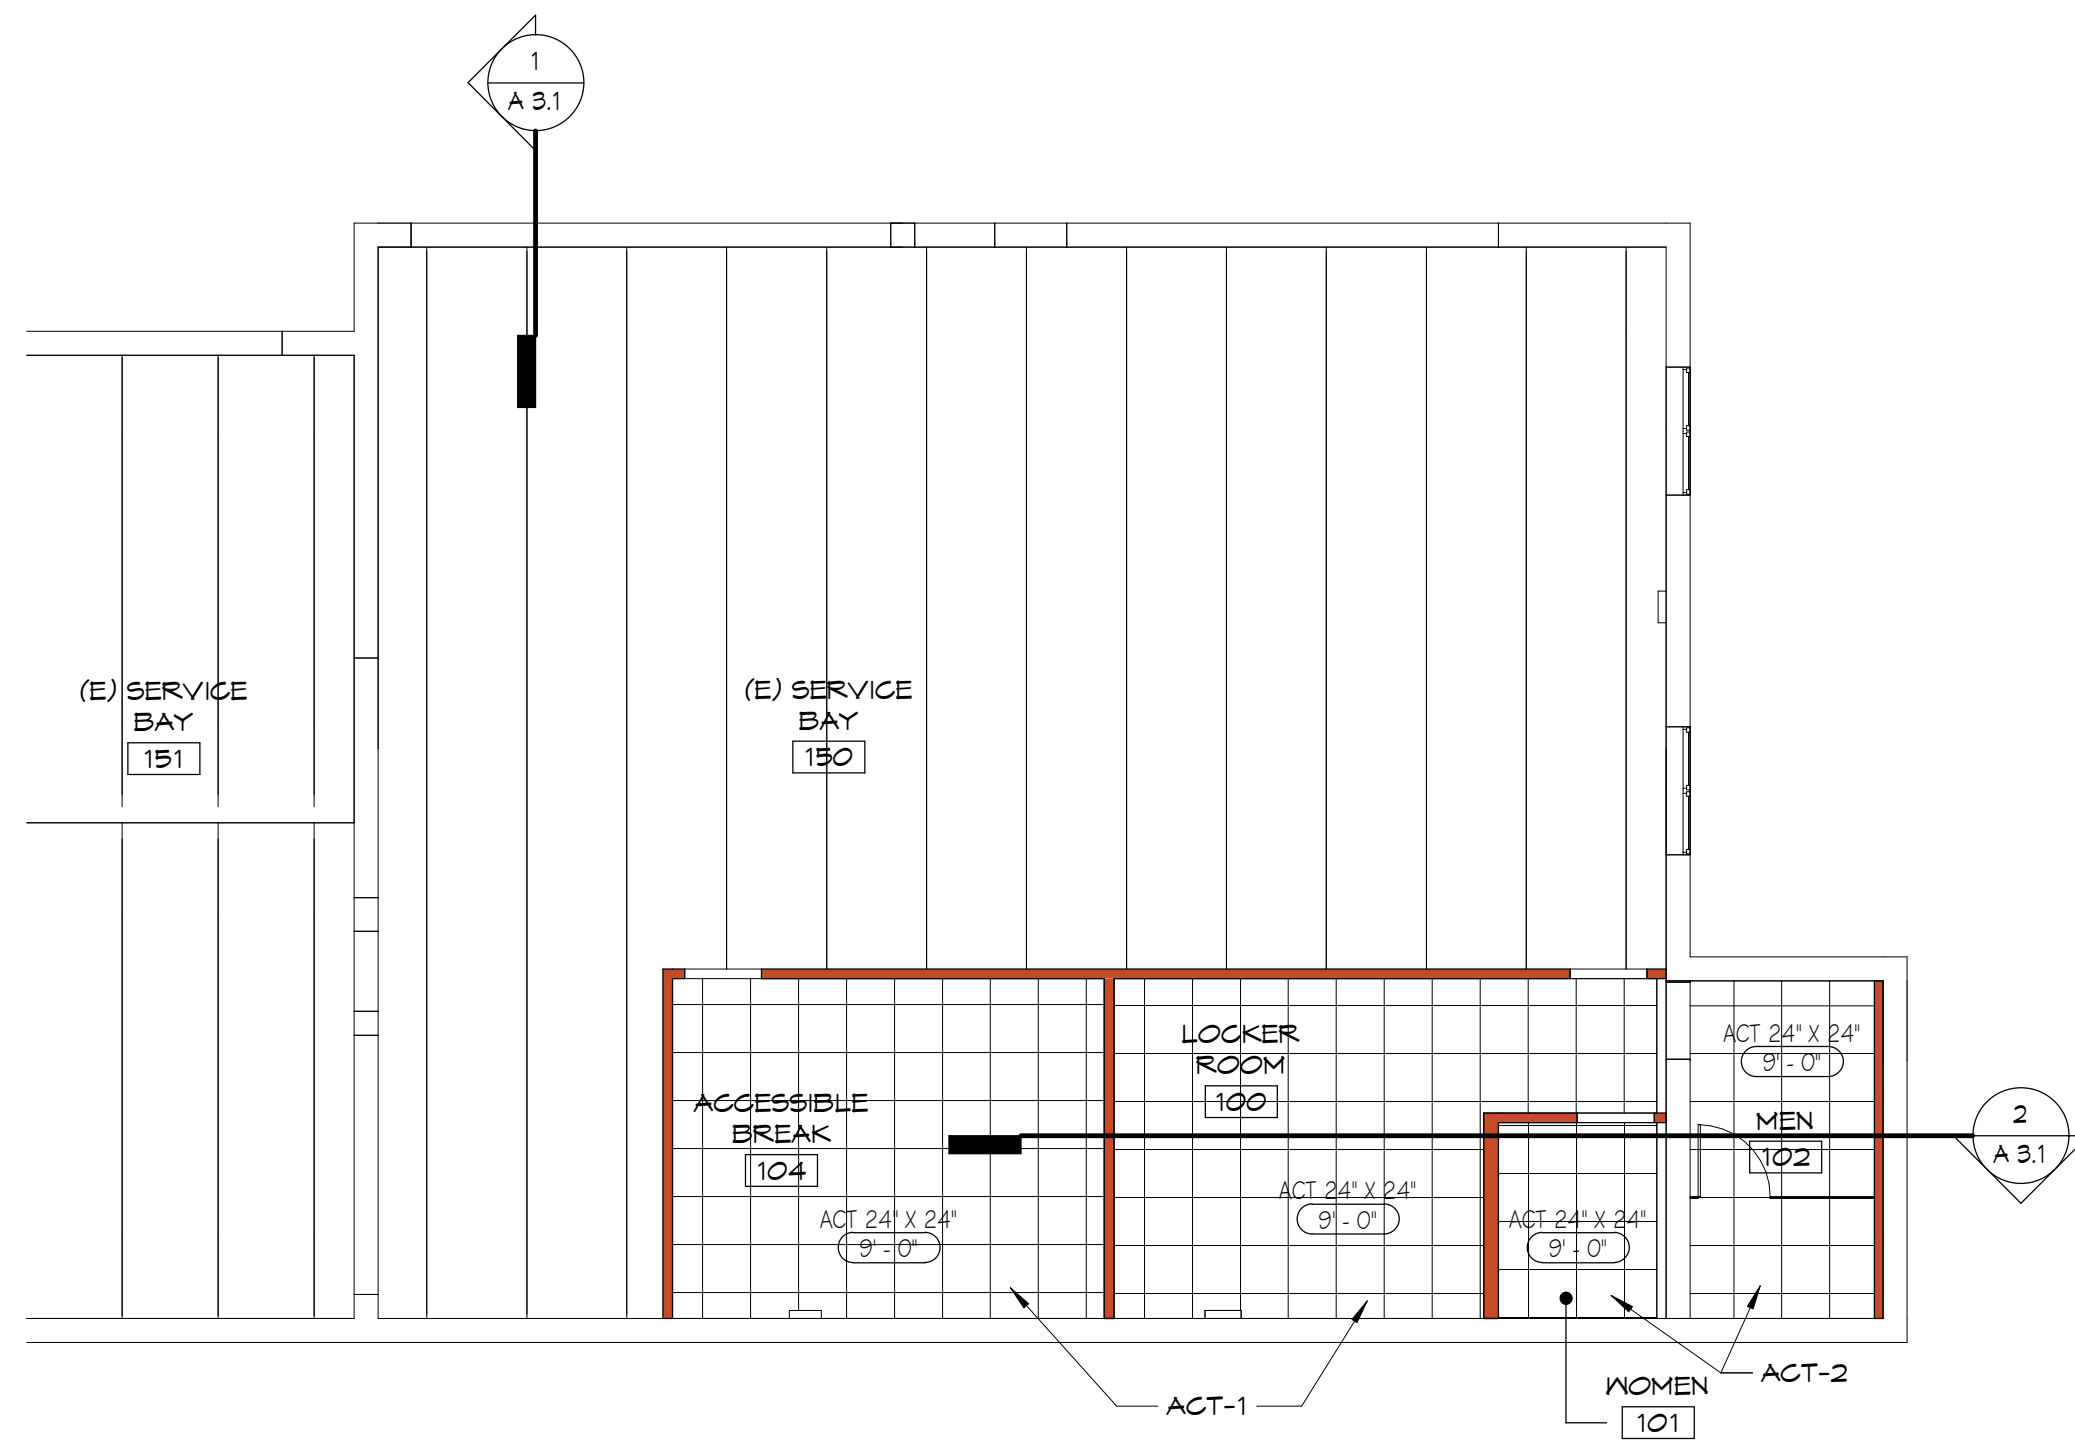 1
A 3.1
(E) SERVICE
BAY
151
(E) SERVICE
BAY
150
LOCKER
ROOM
100
ACT 24" X 24"
9' - 0"
ACCESSIBLE
BREAK
104
MEN
102
2
A 3.1
ACT 24" X 24"
9' - 0"
ACT 24" X 24"
9' - 0"
ACT 24" X 24"
9' - 0"
ACT-2
WOMEN
101
ACT-1